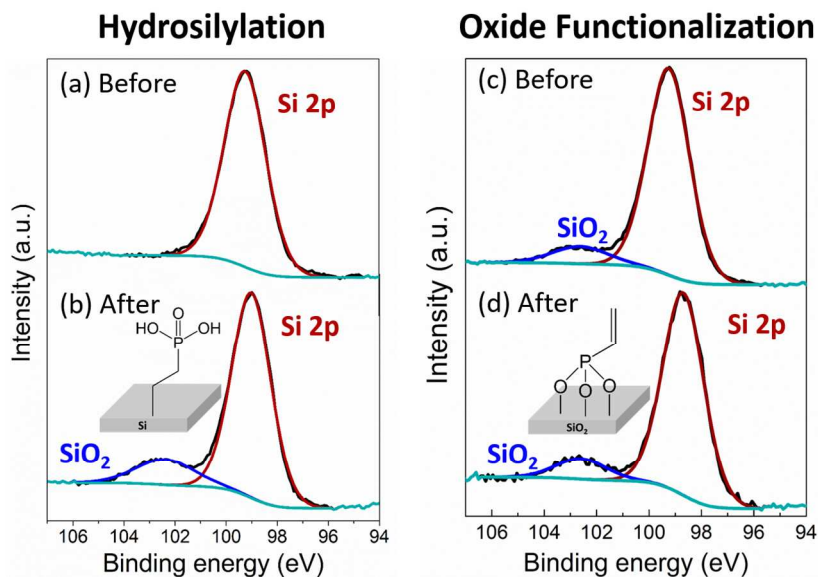 Hydrosilylation
(a) Before
Si 2p
(b) After
O
HO
P
OH
Si 2p
Si
SiO₂
106 104 102 100 98 96 94
Binding energy (eV)
Intensity (a.u.)
Oxide Functionalization
(c) Before
Si 2p
SiO₂
(d) After
P
O
O
O
Si 2p
SiO₂
SiO₂
106 104 102 100 98 96 94
Binding energy (eV)
Intensity (a.u.)